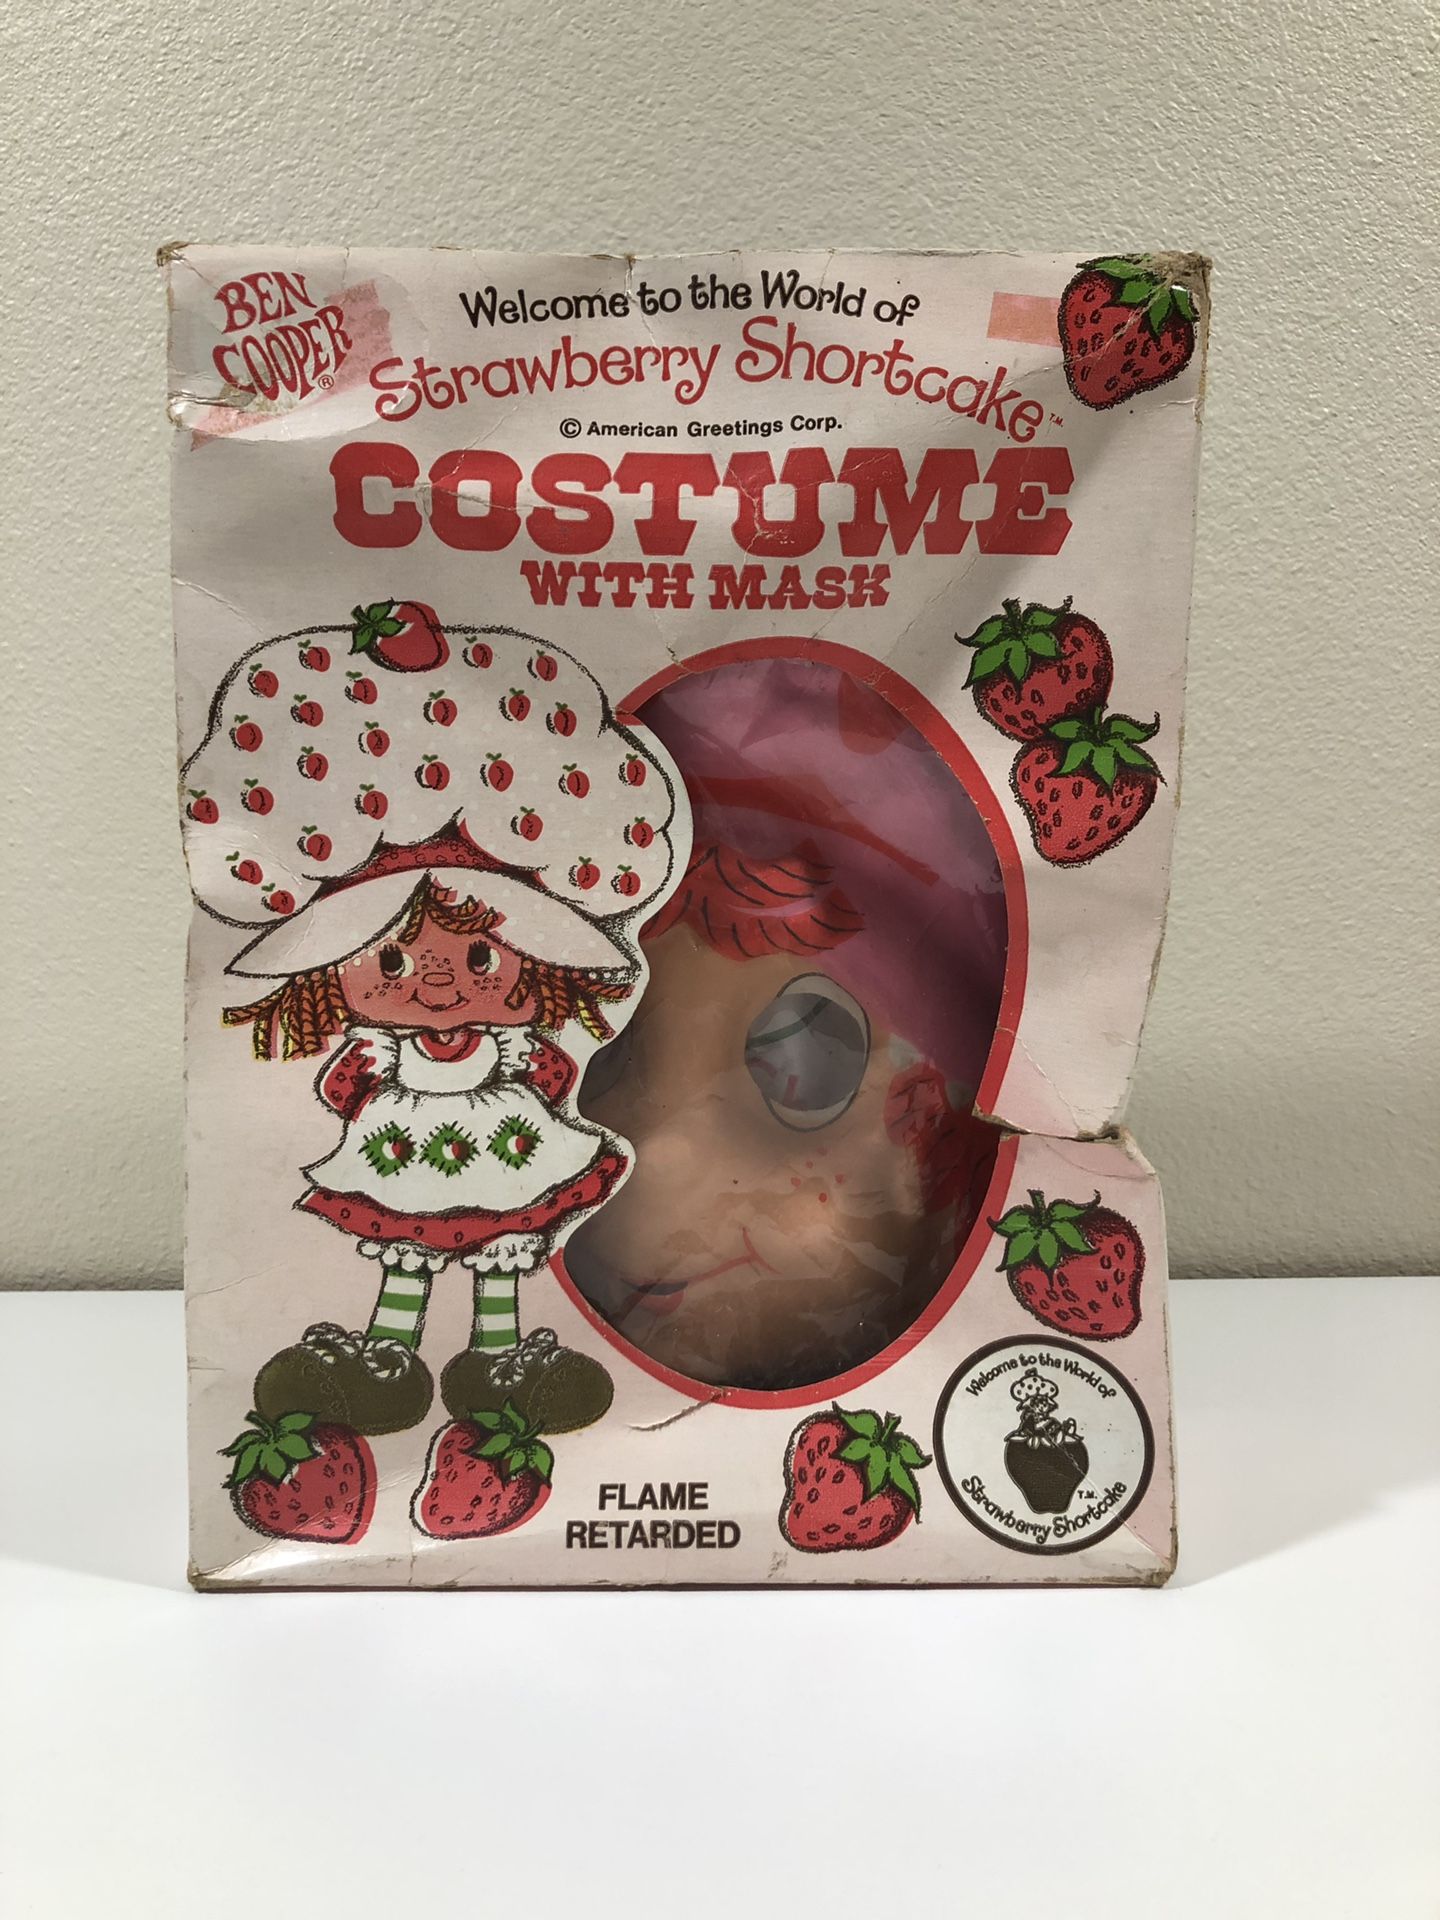 BEN
COOPER®
Welcome to the World of
Strawberry Shortcake™
© American Greetings Corp.
COSTUME
WITH MASK
FLAME
RETARDED
Welcome to the World of
Strawberry Shortcake
T.M.